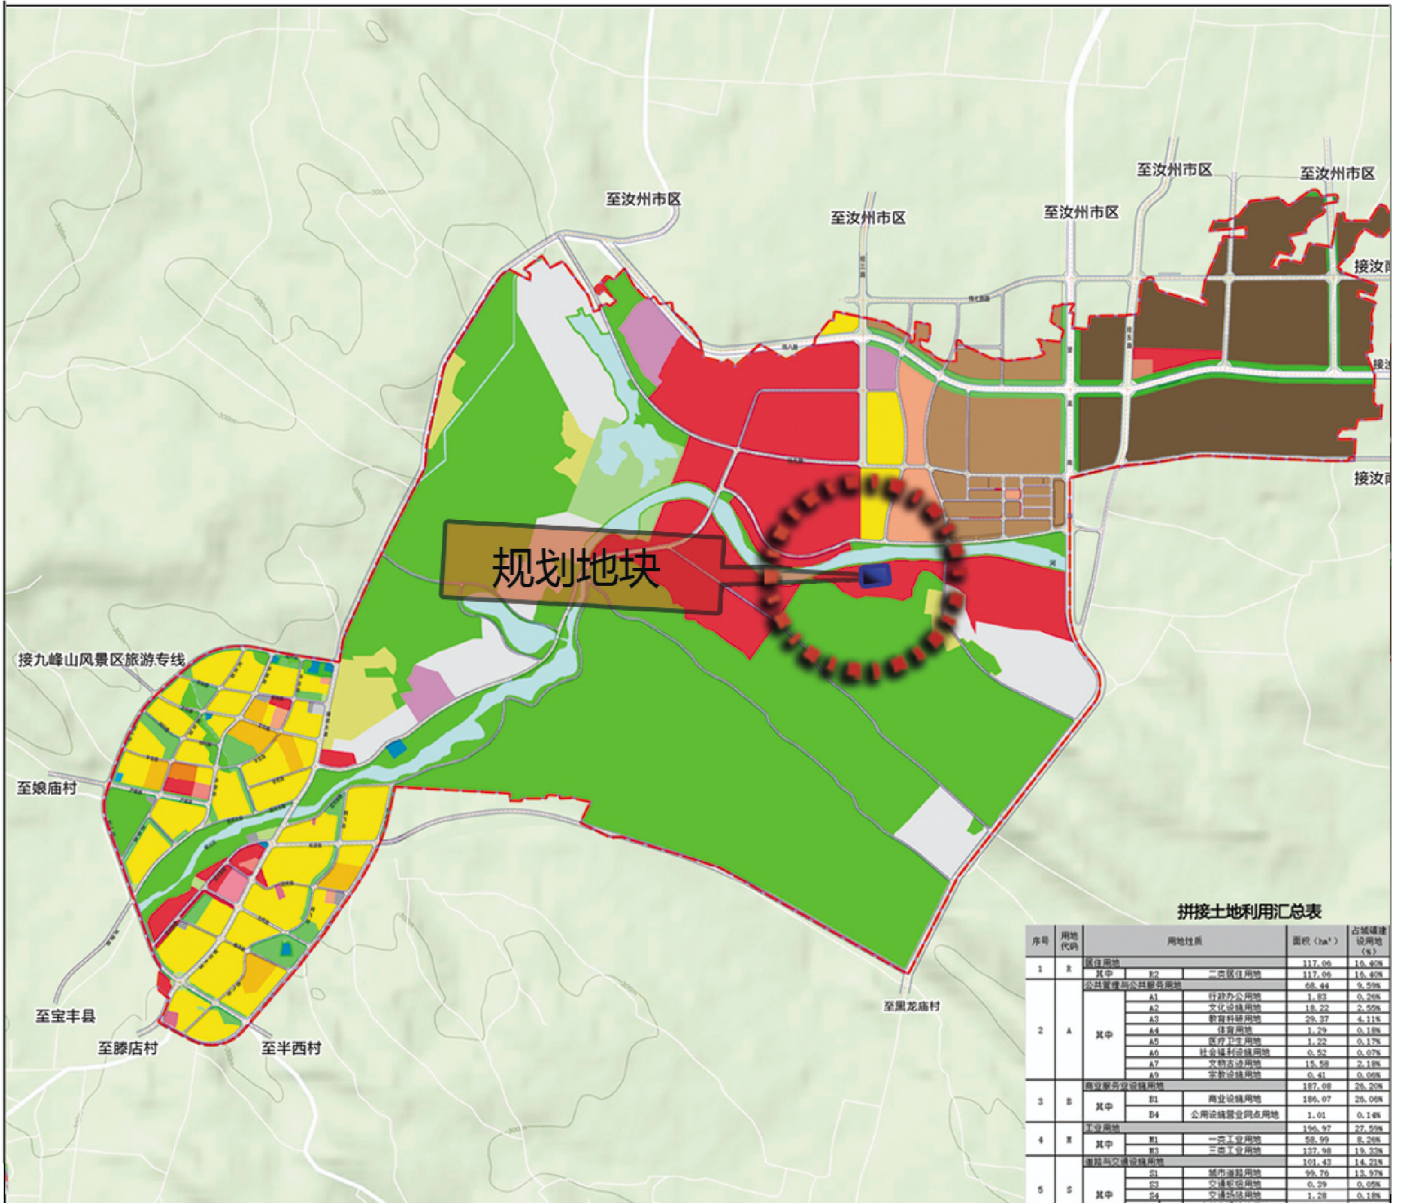 至汝州市区
至汝州市区
至汝州市区
至汝州市区
至汝州市区
接汝南
接汝
接汝南
规划地块
接九峰山风景区旅游专线
至娘庙村
至宝丰县
至滕店村
至半西村
至黑龙庙村
拼接土地利用汇总表
序号 用地代码 用地性质 面积（hm²） 占城镇建设用地（%）
1 R 居住用地 117.06 16.40%
其中 R2 二类居住用地 117.06 16.40%
2 A 公共管理与公共服务用地 68.44 9.59%
其中 A1 行政办公用地 1.83 0.26%
A2 文化设施用地 18.22 2.55%
A3 教育科研用地 29.37 4.11%
A4 体育用地 1.29 0.18%
A5 医疗卫生用地 1.22 0.17%
A6 社会福利设施用地 0.52 0.07%
A7 文物古迹用地 15.58 2.18%
A9 宗教设施用地 0.41 0.06%
3 B 商业服务业设施用地 187.08 26.20%
其中 B1 商业设施用地 186.07 26.06%
B4 公用设施营业网点用地 1.01 0.14%
4 M 工业用地 196.97 27.59%
其中 M1 一类工业用地 58.99 8.26%
M3 三类工业用地 137.98 19.33%
5 S 道路与交通设施用地 101.43 14.21%
其中 S1 城市道路用地 99.76 13.97%
S3 交通枢纽用地 0.39 0.05%
S4 交通场站用地 1.28 0.18%